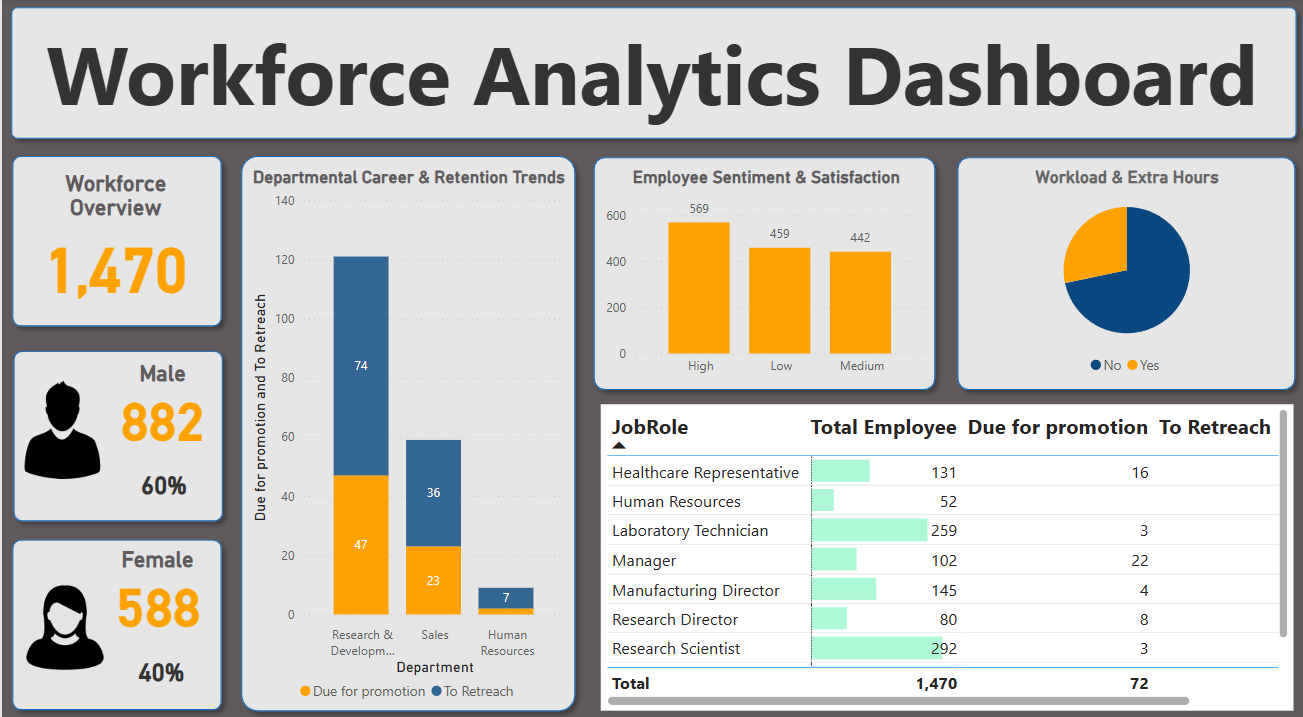 Workforce Analytics Dashboard
Workforce
Overview
1,470
Male
882
60%
Female
588
40%
Departmental Career & Retention Trends
Due for promotion and To Retreach
140
120
100
80
60
40
20
0
74
47
36
23
7
Research &
Developm...
Sales
Human
Resources
Department
Due for promotion To Retreach
Employee Sentiment & Satisfaction
600
400
200
0
569
459
442
High Low Medium
Workload & Extra Hours
No Yes
JobRole Total Employee Due for promotion To Retreach
Healthcare Representative 131 16
Human Resources 52
Laboratory Technician 259 3
Manager 102 22
Manufacturing Director 145 4
Research Director 80 8
Research Scientist 292 3
Total 1,470 72